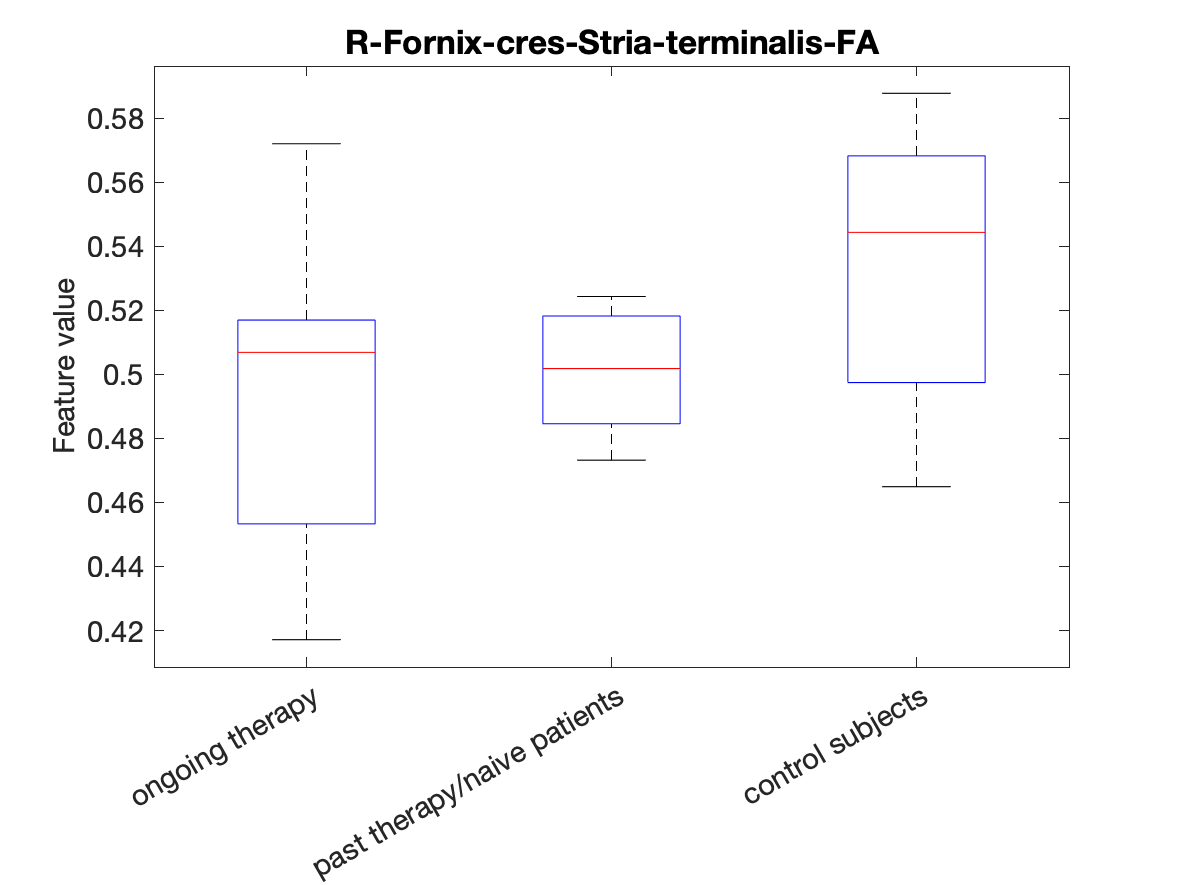 R-Fornix-cres-Stria-terminalis-FA
Feature value
0.58
0.56
0.54
0.52
0.5
0.48
0.46
0.44
0.42
ongoing therapy
past therapy/naive patients
control subjects